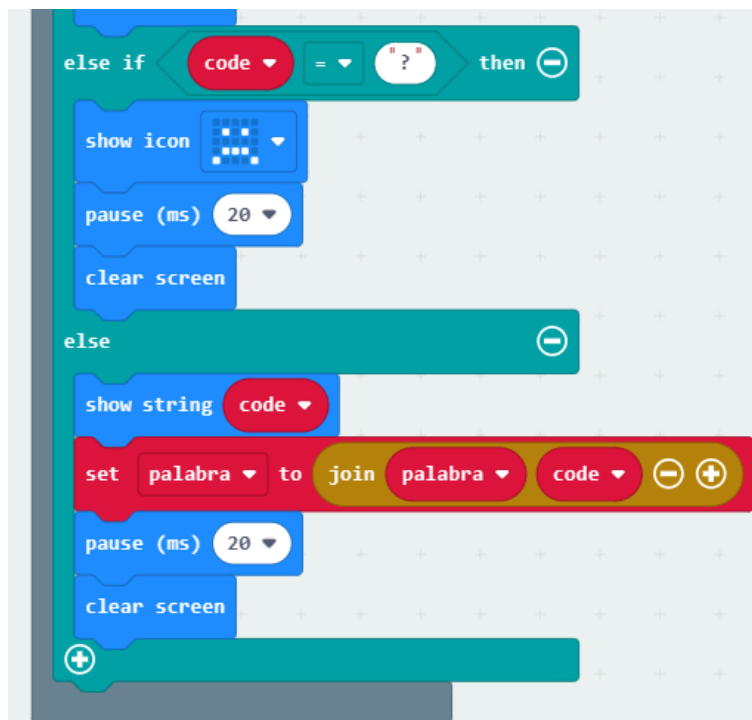 else if code = "?" then
show icon
pause (ms) 20
clear screen
else
show string code
set palabra to join palabra code
pause (ms) 20
clear screen